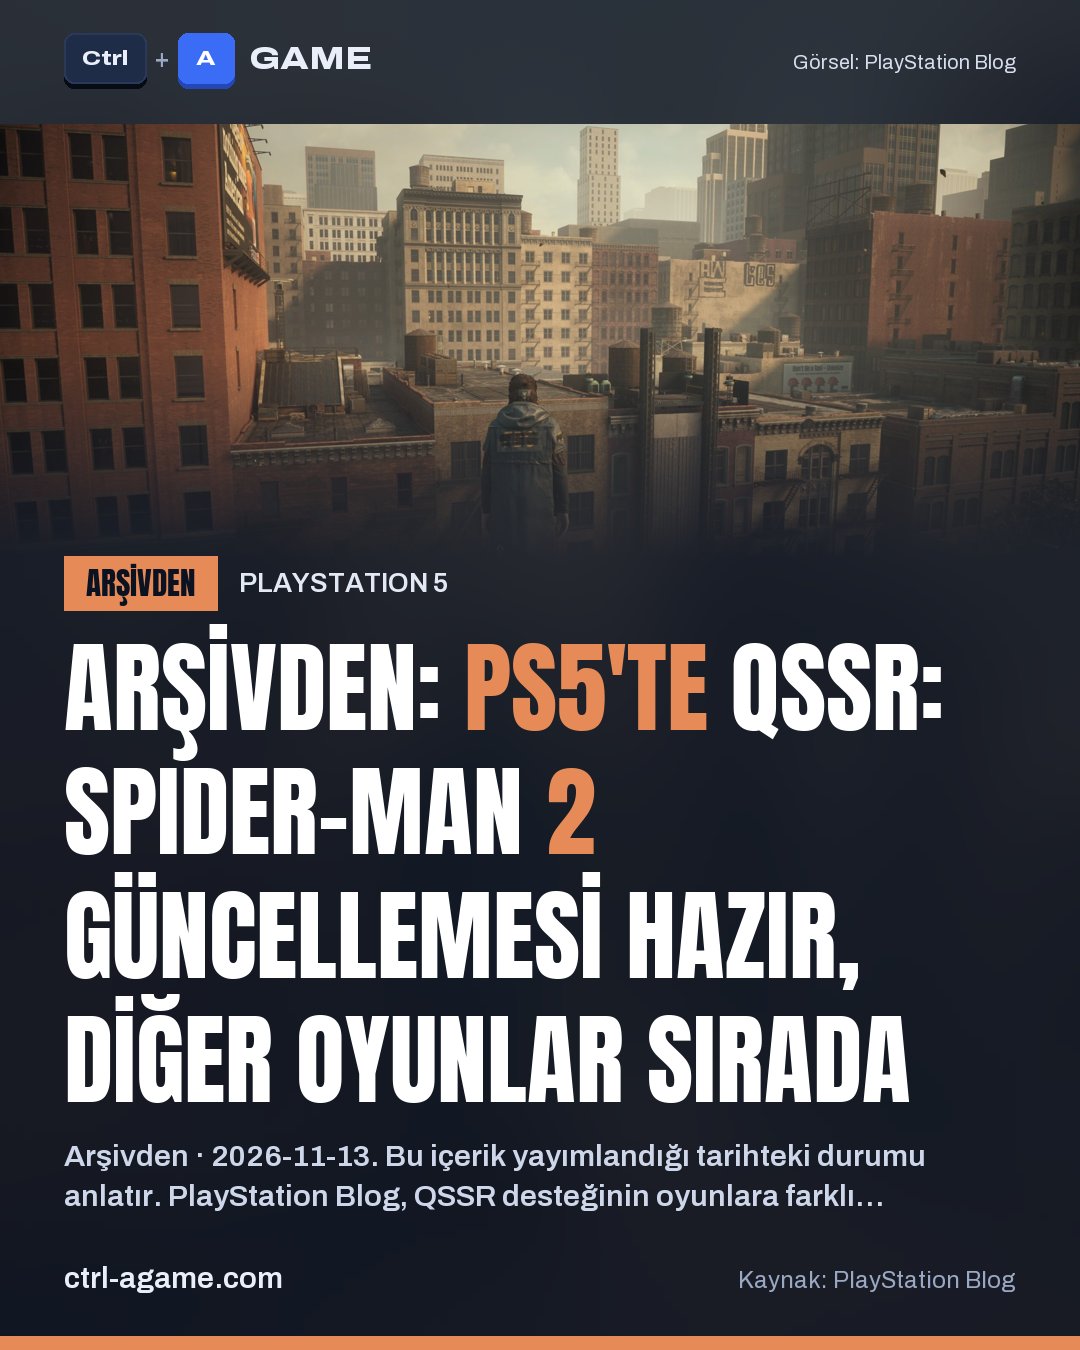 Ctrl + A GAME
Görsel: PlayStation Blog
ARŞİVDEN PLAYSTATION 5
ARŞİVDEN: PS5'TE QSSR:
SPIDER-MAN 2
GÜNCELLEMESİ HAZIR,
DİĞER OYUNLAR SIRADA
Arşivden · 2026-11-13. Bu içerik yayımlandığı tarihteki durumu
anlatır. PlayStation Blog, QSSR desteğinin oyunlara farklı...
ctrl-agame.com
Kaynak: PlayStation Blog